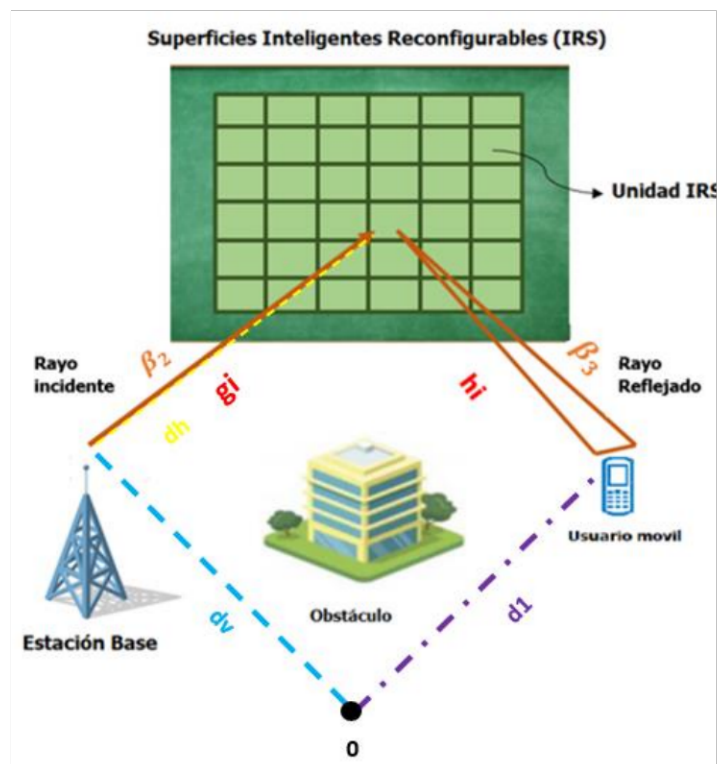 Superficies Inteligentes Reconfigurables (IRS)
Unidad IRS
Rayo
incidente
β₂
gi
dh
hi
β₃
Rayo
Reflejado
Usuario movil
Estación Base
dv
Obstáculo
d1
0